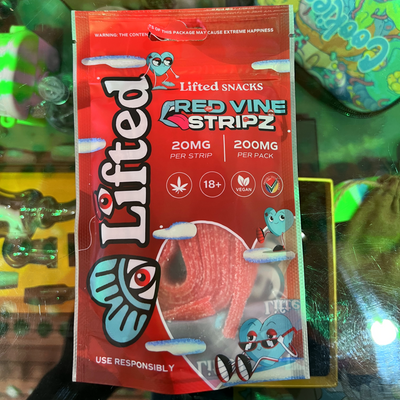 WARNING: THE CONTENTS OF THIS PACKAGE MAY CAUSE EXTREME HAPPINESS
Lifted
Lifted SNACKS
RED VINE
STRIPZ
20MG
PER STRIP
200MG
PER PACK
18+
VEGAN
USE RESPONSIBLY
Cookies